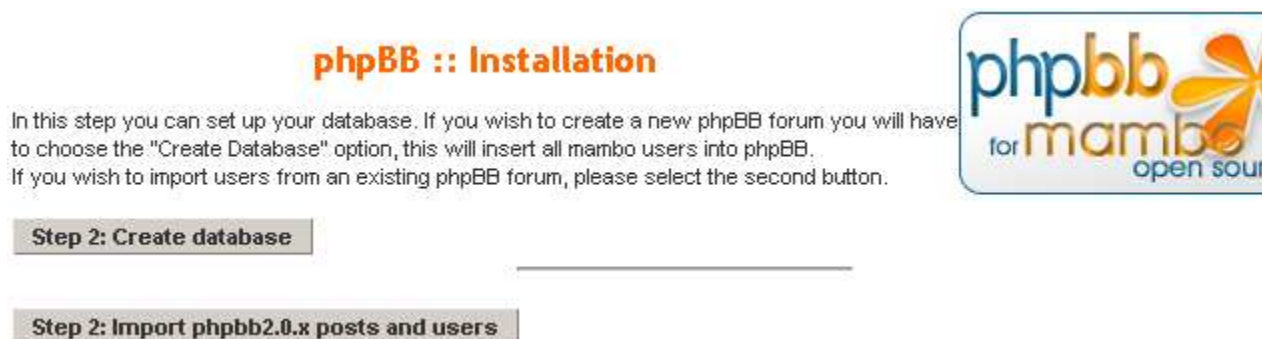 phpBB :: Installation
In this step you can set up your database. If you wish to create a new phpBB forum you will have
to choose the "Create Database" option, this will insert all mambo users into phpBB.
If you wish to import users from an existing phpBB forum, please select the second button.
phpbb
for mambo
open sour
Step 2: Create database
Step 2: Import phpbb2.0.x posts and users